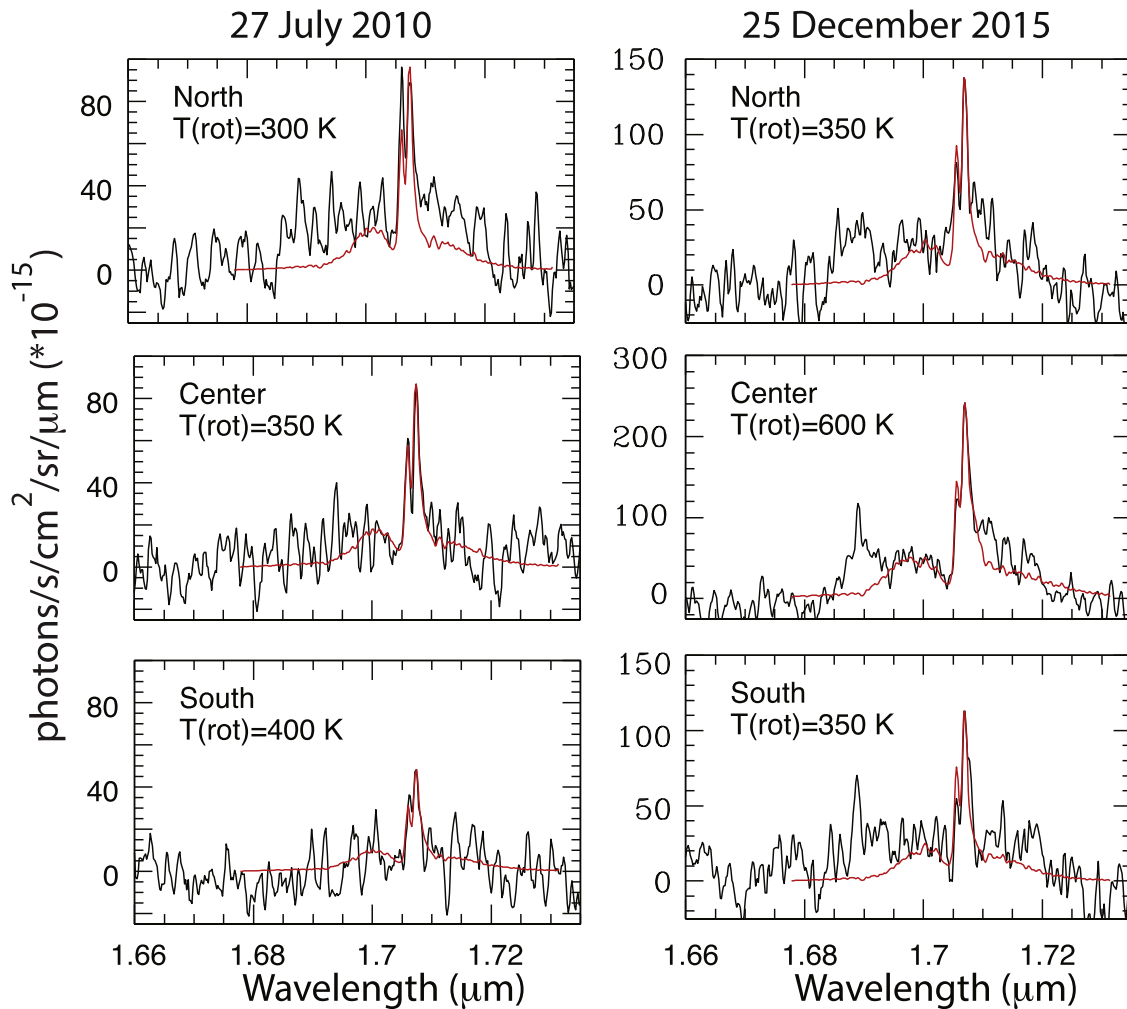 27 July 2010
25 December 2015
photons/s/cm²/sr/μm (*10⁻¹⁵)
North
T(rot)=300 K
80
40
0
North
T(rot)=350 K
150
100
50
0
Center
T(rot)=350 K
80
40
0
Center
T(rot)=600 K
300
200
100
0
South
T(rot)=400 K
80
40
0
South
T(rot)=350 K
150
100
50
0
1.66 1.68 1.7 1.72
Wavelength (μm)
1.66 1.68 1.7 1.72
Wavelength (μm)